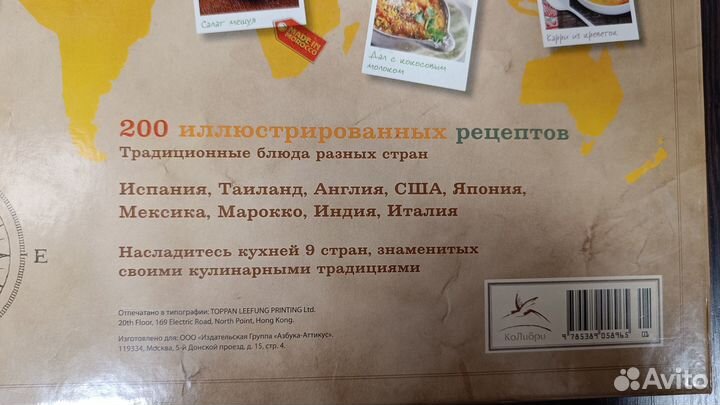 Салат мешуя
MADE IN
MOROCCO
Дал с кокосовым
молоком
Карри из креветок
200 иллюстрированных рецептов
Традиционные блюда разных стран
Испания, Таиланд, Англия, США, Япония,
Мексика, Марокко, Индия, Италия
E
Насладитесь кухней 9 стран, знаменитых
своими кулинарными традициями
Отпечатано в типографии: TOPPAN LEEFUNG PRINTING Ltd.
20th Floor, 169 Electric Road, North Point, Hong Kong.
Изготовлено для: ООО «Издательская Группа «Азбука-Аттикус».
119334, Москва, 5-й Донской проезд, д. 15, стр. 4.
КоЛибри
9 785389 058965
Avito